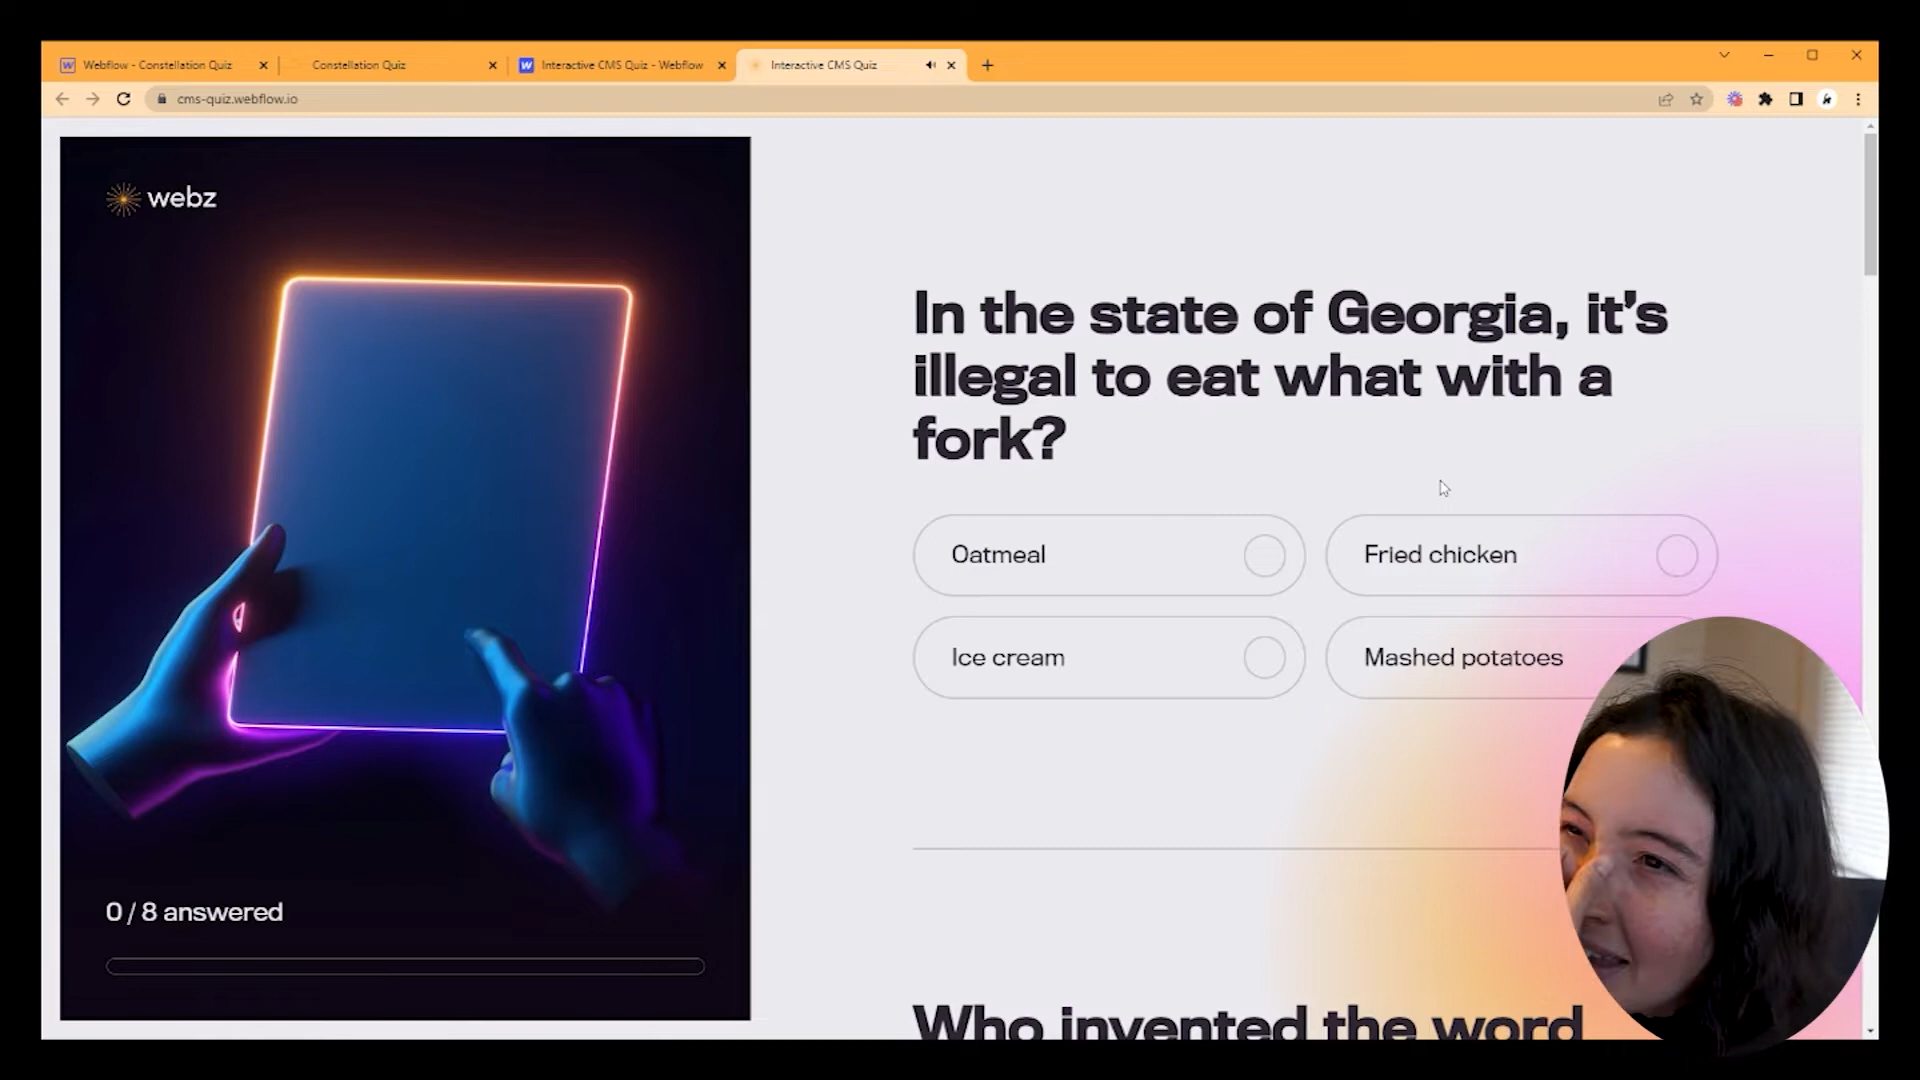 Webflow - Constellation Quiz
Constellation Quiz
Interactive CMS Quiz - Webflow
Interactive CMS Quiz
cms-quiz.webflow.io
webz
In the state of Georgia, it's
illegal to eat what with a
fork?
Oatmeal
Fried chicken
Ice cream
Mashed potatoes
0 / 8 answered
Who invented the word